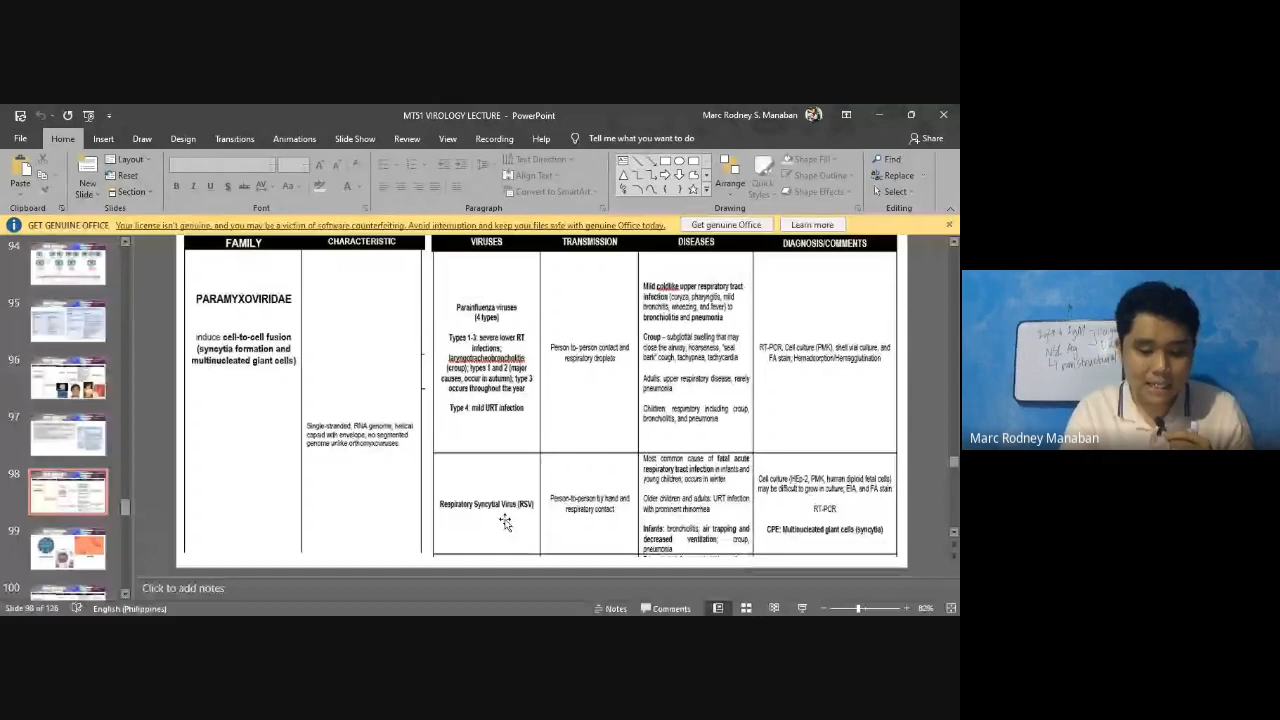 MT51 VIROLOGY LECTURE - PowerPoint
Marc Rodney S. Manaban
File
Home
Insert
Draw
Design
Transitions
Animations
Slide Show
Review
View
Recording
Help
Tell me what you want to do
Share
Paste
New
Slide
Layout
Reset
Section
B I U S ab AV Aa A
Text Direction
Align Text
Convert to SmartArt
Arrange
Quick
Styles
Shape Fill
Shape Outline
Shape Effects
Find
Replace
Select
Clipboard
Slides
Font
Paragraph
Drawing
Editing
GET GENUINE OFFICE Your license isn't genuine, and you may be a victim of software counterfeiting. Avoid interruption and keep your files safe with genuine Office today.
Get genuine Office
Learn more
94
95
96
97
98
99
100
FAMILY
CHARACTERISTIC
VIRUSES
TRANSMISSION
DISEASES
DIAGNOSIS/COMMENTS
PARAMYXOVIRIDAE
induce cell-to-cell fusion
(syncytia formation and
multinucleated giant cells)
Single-stranded, RNA genome, helical
capsid with envelope, no segmented
genome unlike orthomyxoviruses
Parainfluenza viruses
(4 types)
Types 1-3: severe lower RT
infections;
laryngotracheobroncholitis
(croup); types 1 and 2 (major
causes, occur in autumn); type 3
occurs throughout the year
Type 4: mild URT infection
Person to- person contact and
respiratory droplets
Mild coldlike upper respiratory tract
infection (coryza, pharyngitis, mild
bronchitis, wheezing, and fever) to
bronchiolitis and pneumonia
Group – subglottal swelling that may
close the airway, hoarseness, "seal
bark" cough, tachypnea, tachycardia
Adults: upper respiratory disease, rarely
pneumonia
Children: respiratory including croup,
bronchiolitis, and pneumonia
RT-PCR, Cell culture (PMK), shell vial culture, and
FA stain; Hemadsorption/Hemagglutination
Respiratory Syncytial Virus (RSV)
Person-to-person by hand and
respiratory contact
Most common cause of fatal acute
respiratory tract infection in infants and
young children; occurs in winter
Older children and adults: URT infection
with prominent rhinorrhea
Infants: bronchiolitis; air trapping and
decreased ventilation; croup,
pneumonia
Cell culture (HEp-2, PMK, human diploid fetal cells)
may be difficult to grow in culture; EIA, and FA stain
RT-PCR
CPE: Multinucleated giant cells (syncytia)
Click to add notes
Slide 98 of 126
English (Philippines)
Notes
Comments
82%
Marc Rodney Manaban